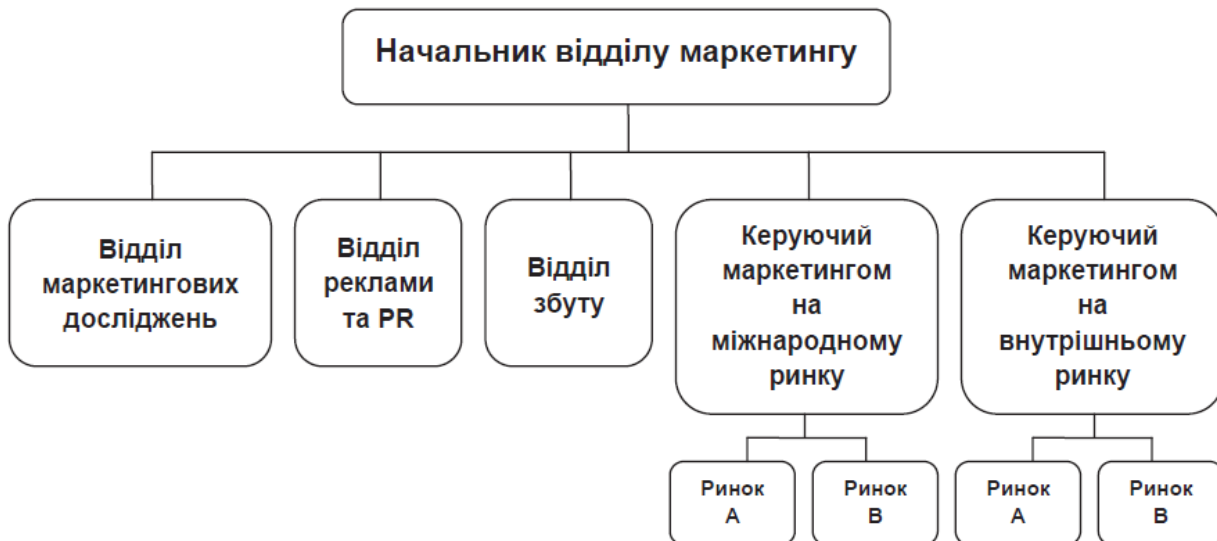 Начальник відділу маркетингу
Відділ
маркетингових
досліджень
Відділ
реклами
та PR
Відділ
збуту
Керуючий
маркетингом
на
міжнародному
ринку
Керуючий
маркетингом
на
внутрішньому
ринку
Ринок
А
Ринок
В
Ринок
А
Ринок
В